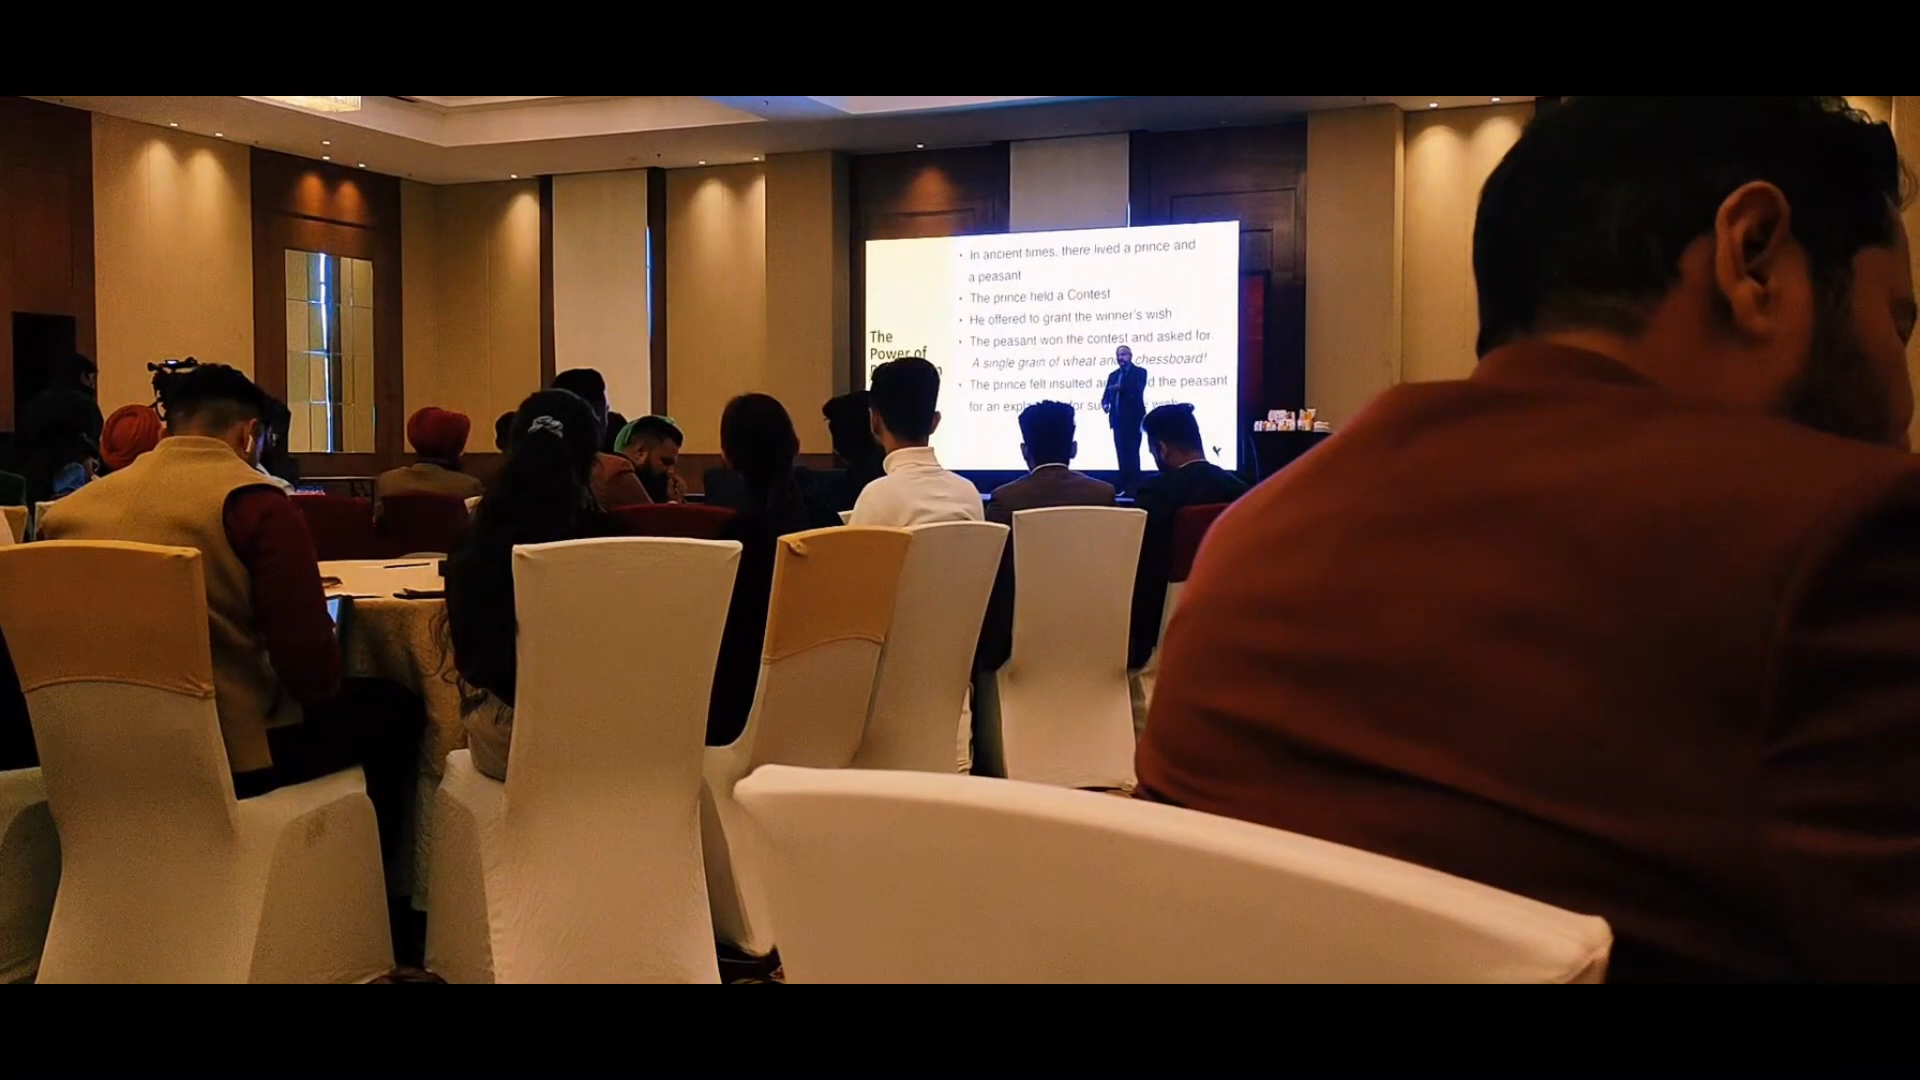 The
Power of
• In ancient times, there lived a prince and
a peasant
• The prince held a Contest
• He offered to grant the winner's wish
• The peasant won the contest and asked for
A single grain of wheat and chessboard!
• The prince felt insulted the peasant
for an for